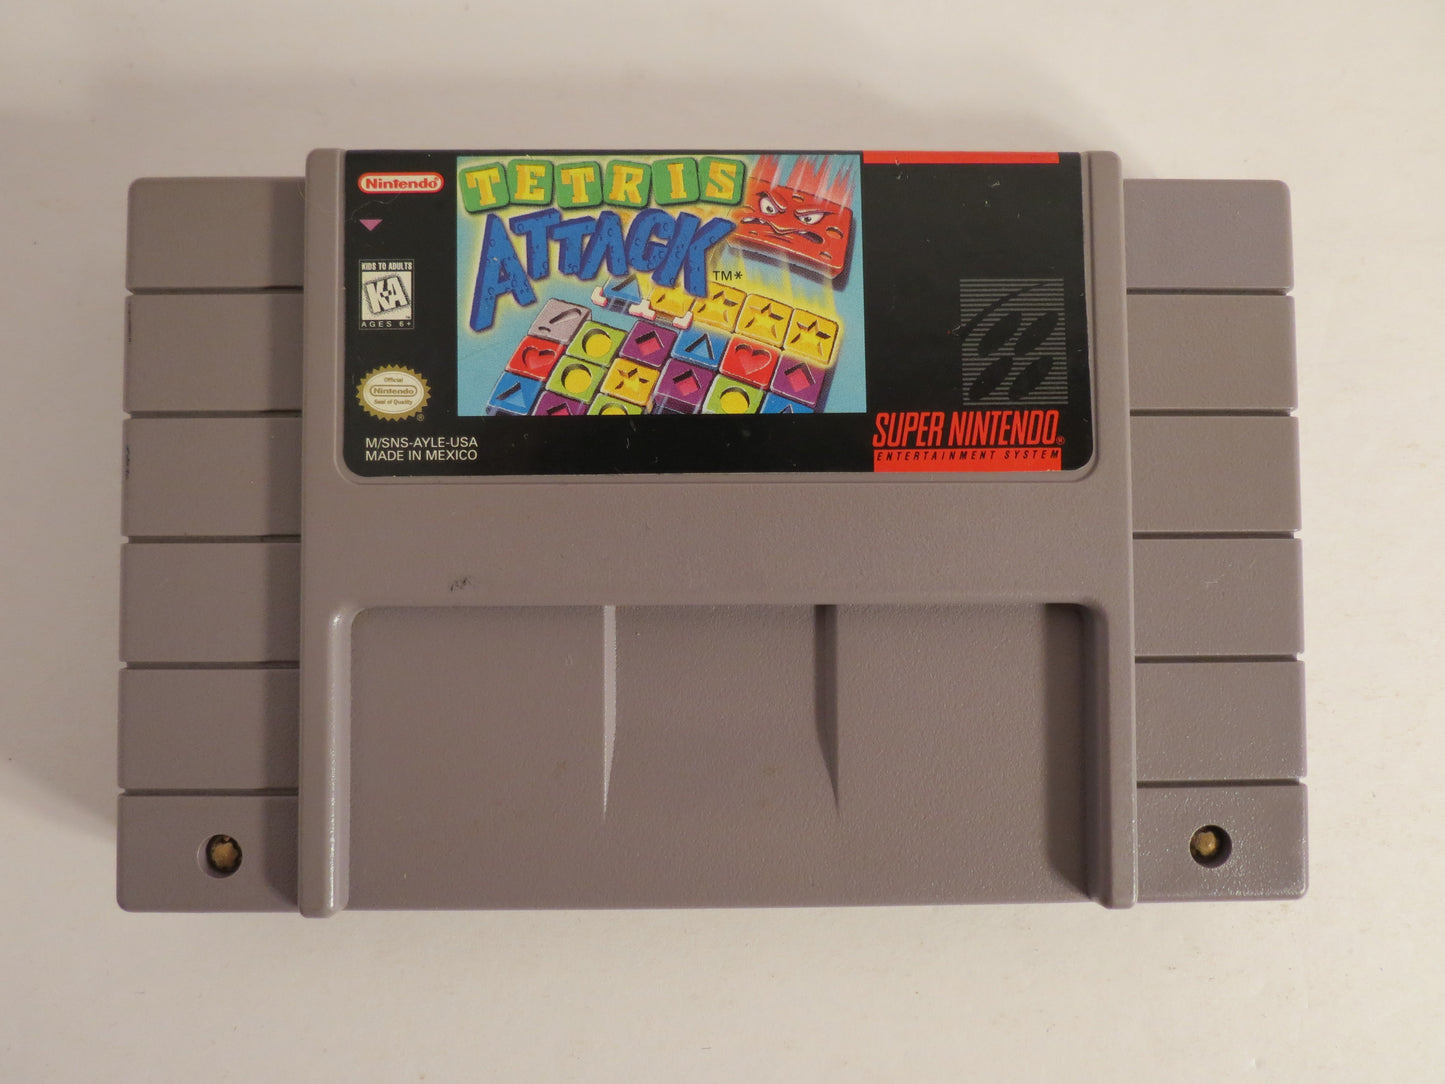 Nintendo
TETRIS
ATTACK
TM*
KIDS TO ADULTS
K-A
AGES 6+
Official
Nintendo
Seal of Quality
®
M/SNS-AYLE-USA
MADE IN MEXICO
SUPER NINTENDO®
ENTERTAINMENT SYSTEM